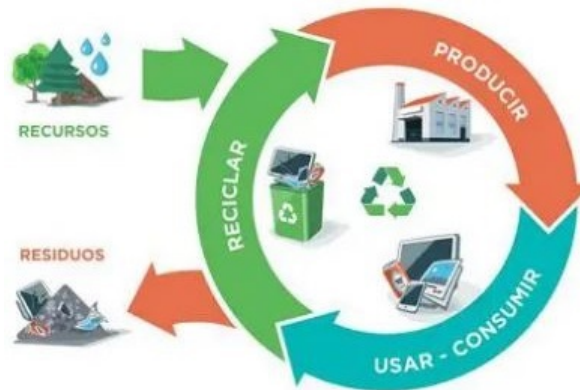 RECURSOS
PRODUCIR
RECICLAR
RESIDUOS
USAR - CONSUMIR